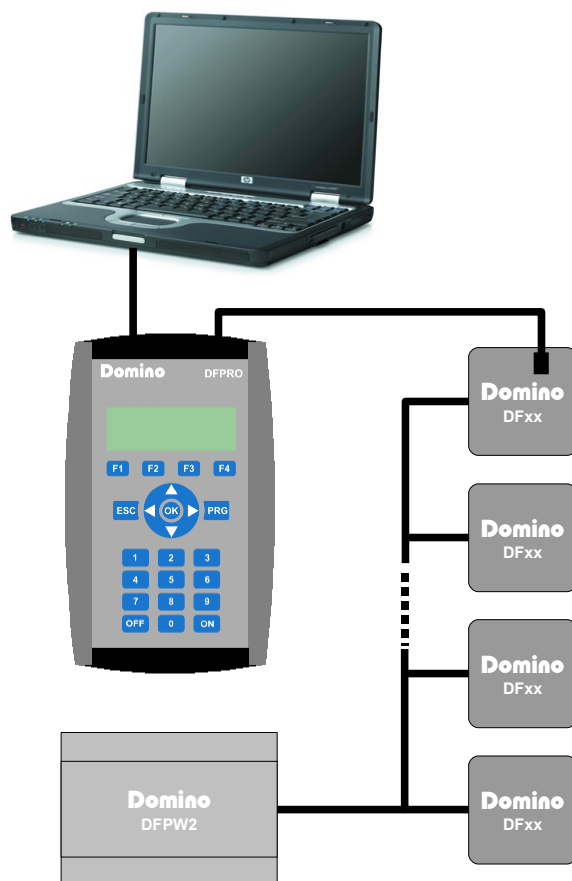 hp
Domino DFPRO
F1 F2 F3 F4
ESC OK PRG
1 2 3
4 5 6
7 8 9
OFF 0 ON
Domino
DFxx
Domino
DFxx
Domino
DFxx
Domino
DFPW2
Domino
DFxx